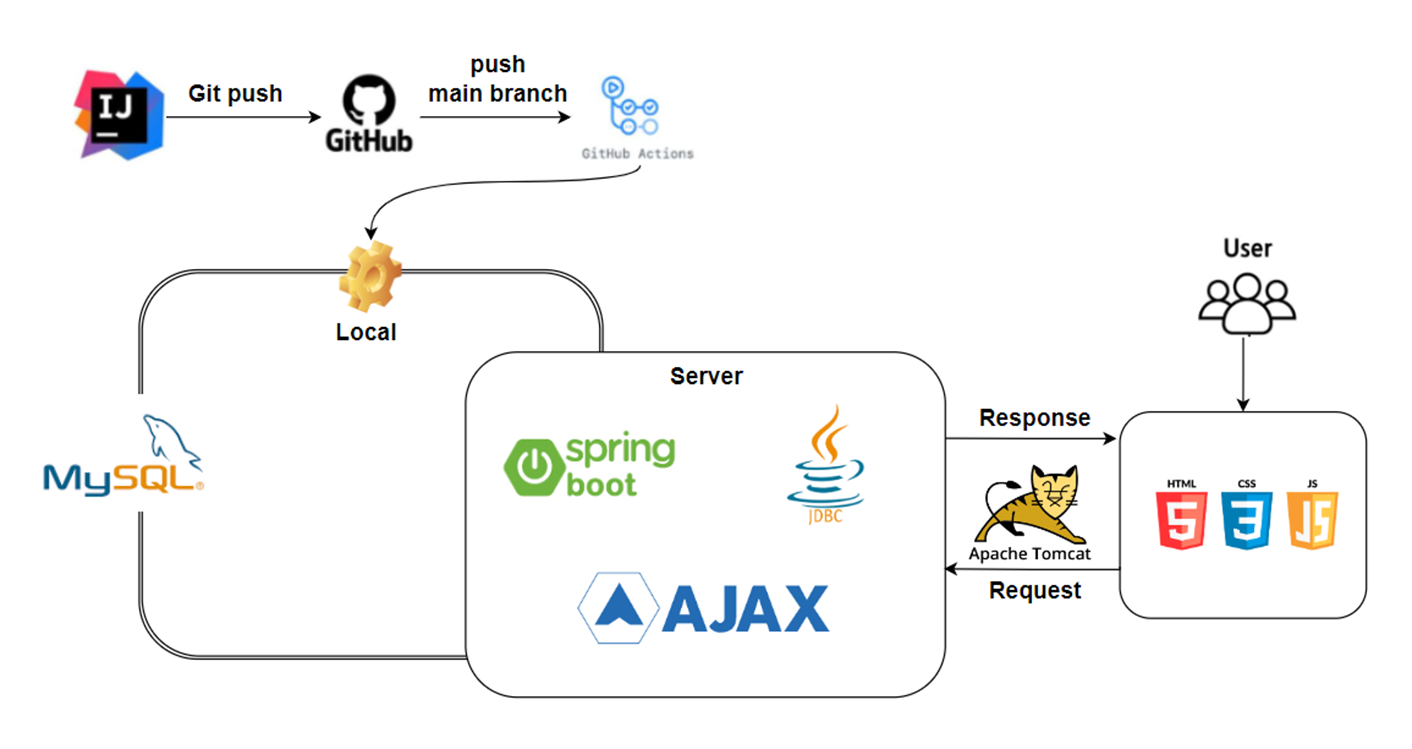 IJ
Git push
GitHub
push
main branch
GitHub Actions
Local
User
Server
MySQL®
spring
boot
JDBC
AJAX
Response
Apache Tomcat
Request
HTML
CSS
JS
5
3
JS